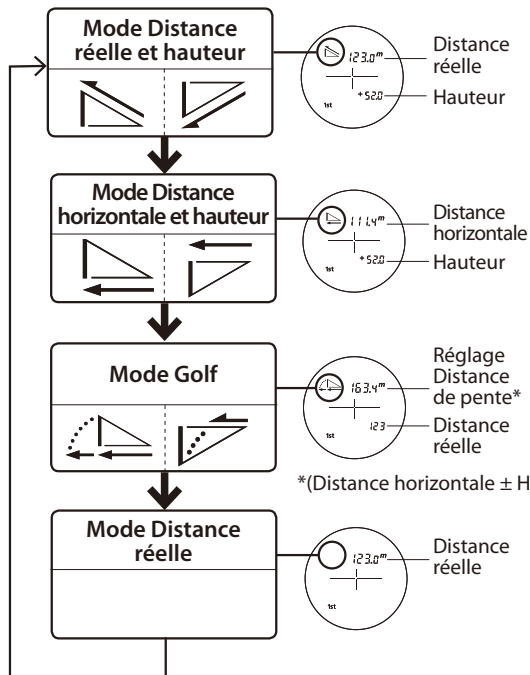 Mode Distance
réelle et hauteur
123.0m
+52.0
1st
Distance
réelle
Hauteur
Mode Distance
horizontale et hauteur
111.4m
+52.0
1st
Distance
horizontale
Hauteur
Mode Golf
163.4m
123
1st
Réglage
Distance
de pente*
Distance
réelle
*(Distance horizontale ± H
Mode Distance
réelle
123.0m
1st
Distance
réelle